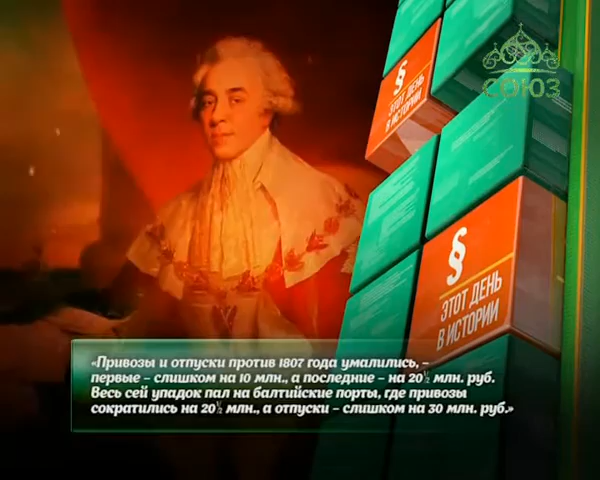 СОЮЗ
§
ЭТОТ ДЕНЬ
В ИСТОРИИ
§
ЭТОТ ДЕНЬ
В ИСТОРИИ
«Привозы и отпуски против 1807 года умалились, –
первые – слишком на 10 млн., а последние – на 20½ млн. руб.
Весь сей упадок пал на балтийские порты, где привозы
сократились на 20½ млн., а отпуски – слишком на 30 млн. руб.»